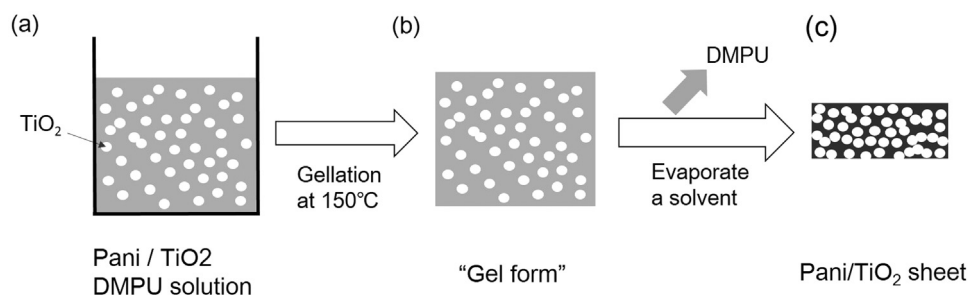 (a)
TiO₂
Pani / TiO2
DMPU solution
Gellation
at 150℃
(b)
“Gel form”
DMPU
Evaporate
a solvent
(c)
Pani/TiO₂ sheet